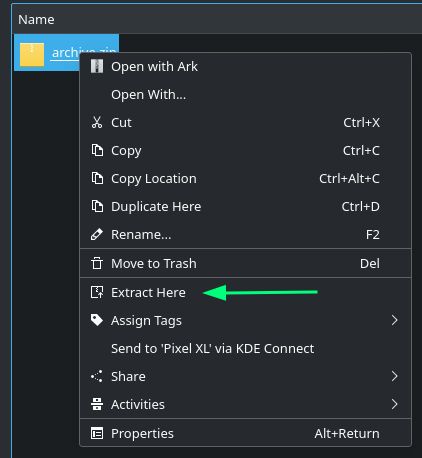 Name
archive.zip
Open with Ark
Open With...
Cut Ctrl+X
Copy Ctrl+C
Copy Location Ctrl+Alt+C
Duplicate Here Ctrl+D
Rename... F2
Move to Trash Del
Extract Here
Assign Tags
Send to 'Pixel XL' via KDE Connect
Share
Activities
Properties Alt+Return